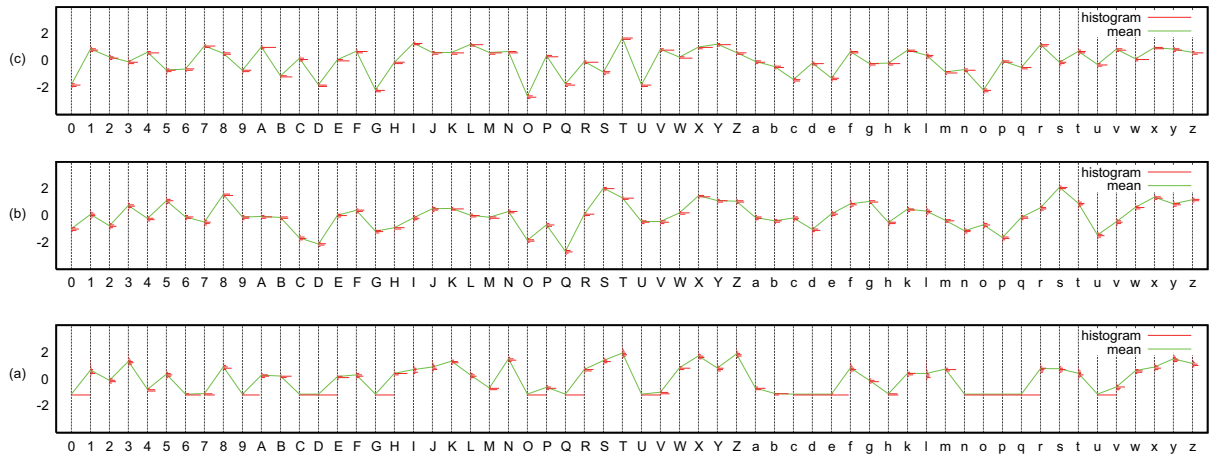 histogram
mean
2
0
-2
(c)
0 1 2 3 4 5 6 7 8 9 A B C D E F G H I J K L M N O P Q R S T U V W X Y Z a b c d e f g h k l m n o p q r s t u v w x y z
histogram
mean
2
0
-2
(b)
0 1 2 3 4 5 6 7 8 9 A B C D E F G H I J K L M N O P Q R S T U V W X Y Z a b c d e f g h k l m n o p q r s t u v w x y z
histogram
mean
2
0
-2
(a)
0 1 2 3 4 5 6 7 8 9 A B C D E F G H I J K L M N O P Q R S T U V W X Y Z a b c d e f g h k l m n o p q r s t u v w x y z